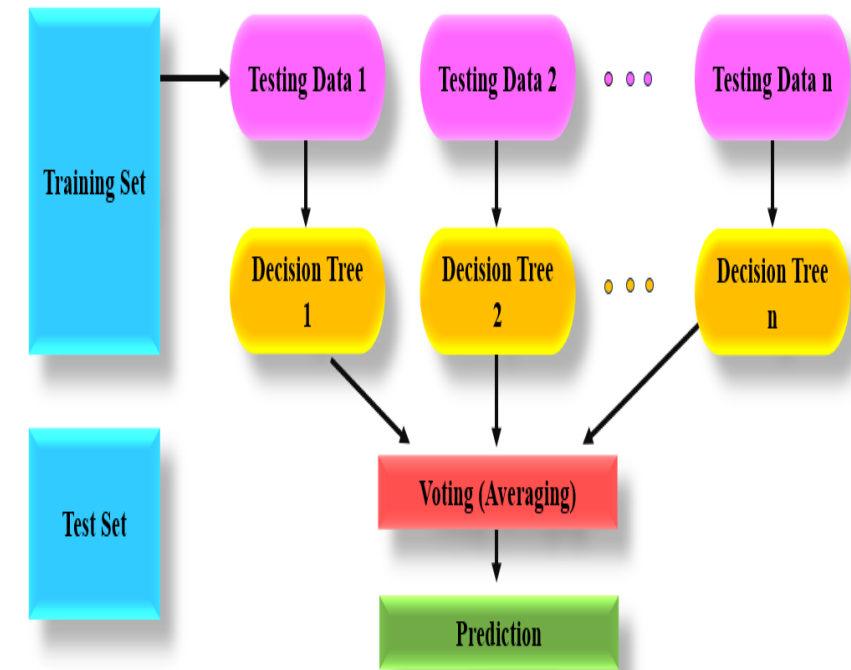 Testing Data 1
Testing Data 2
Testing Data n
Training Set
Decision Tree
1
Decision Tree
2
Decision Tree
n
Voting (Averaging)
Test Set
Prediction